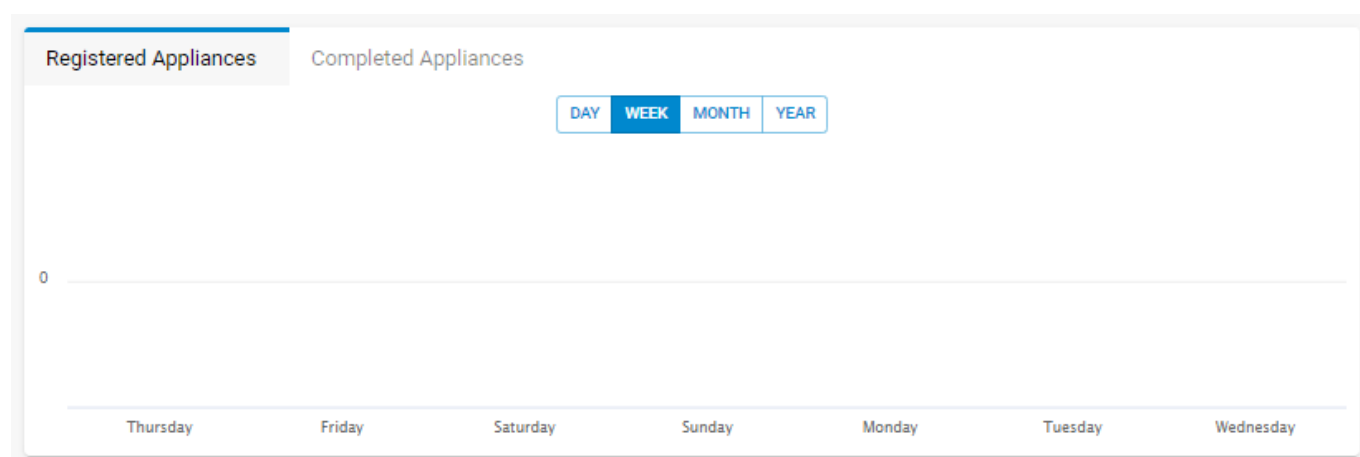 Registered Appliances Completed Appliances
DAY WEEK MONTH YEAR
0
Thursday Friday Saturday Sunday Monday Tuesday Wednesday